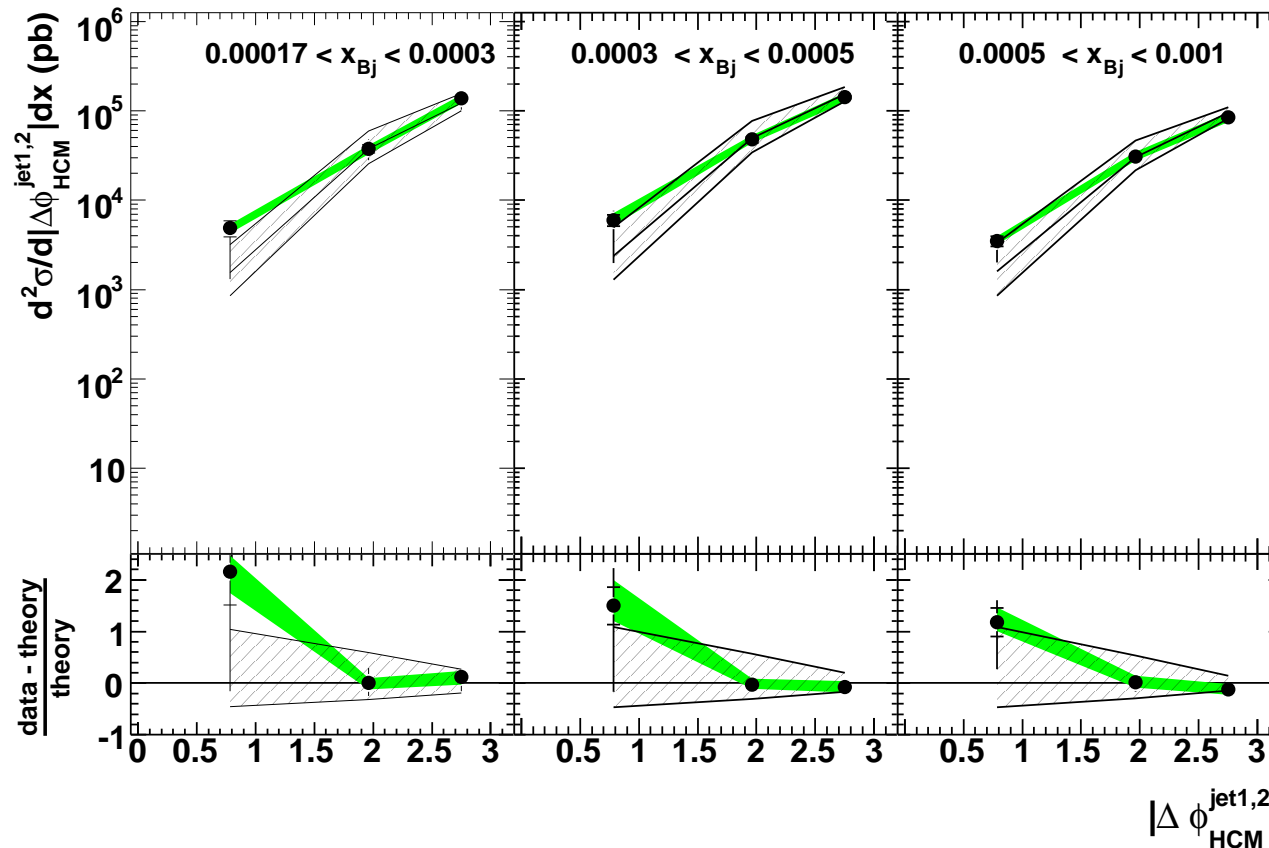 d²σ/d|Δϕ^{jet1,2}_{HCM}|dx (pb)
10⁶
10⁵
10⁴
10³
10²
10
0.00017 < x_{Bj} < 0.0003
0.0003 < x_{Bj} < 0.0005
0.0005 < x_{Bj} < 0.001
data - theory
theory
2
1
0
-1
0 0.5 1 1.5 2 2.5 3
0.5 1 1.5 2 2.5 3
0.5 1 1.5 2 2.5 3
|Δ ϕ^{jet1,2}_{HCM}